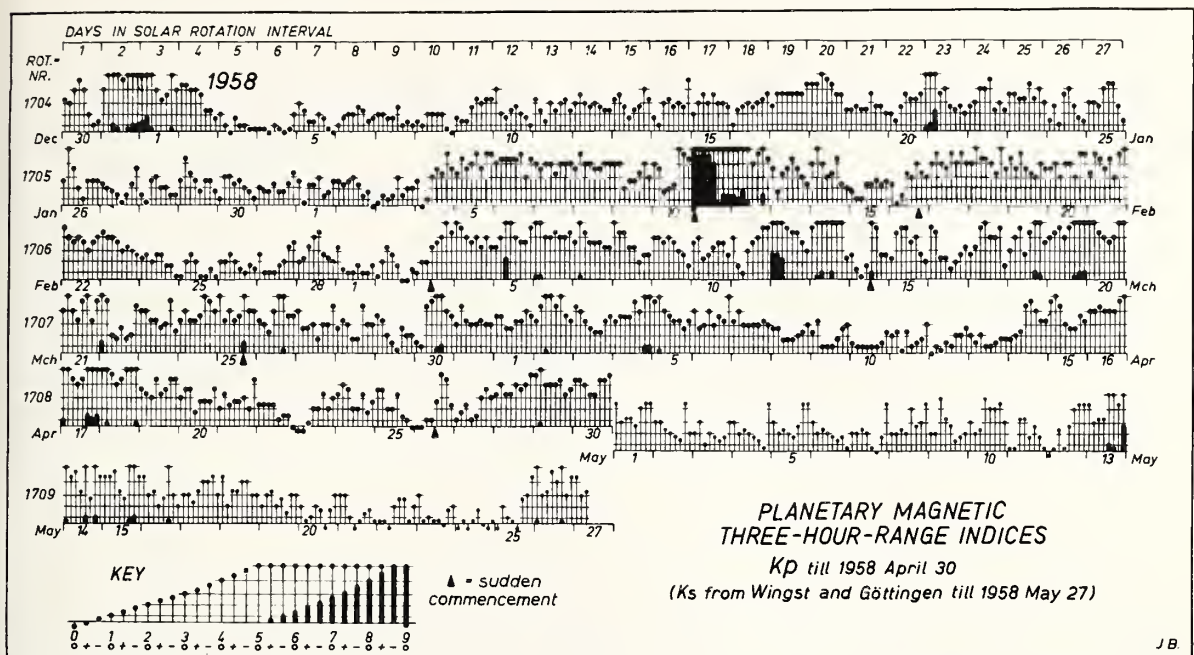 DAYS IN SOLAR ROTATION INTERVAL
1 2 3 4 5 6 7 8 9 10 11 12 13 14 15 16 17 18 19 20 21 22 23 24 25 26 27
ROT.-
NR.
1958
1704
Dec 30 1 5 10 15 20 25 Jan
1705
Jan 26 30 1 5 10 15 20 Feb
1706
Feb 22 25 28 1 5 10 15 20 Mch
1707
Mch 21 25 30 1 5 10 15 16 Apr
1708
Apr 17 20 25 30
May 1 5 10 13 May
1709
May 14 15 20 25 27
PLANETARY MAGNETIC
THREE-HOUR-RANGE INDICES
Kp till 1958 April 30
(Ks from Wingst and Göttingen till 1958 May 27)
KEY
▲ = sudden
commencement
0 1 2 3 4 5 6 7 8 9
o + - o + - o + - o + - o + - o + - o + - o + - o + - o
J B.